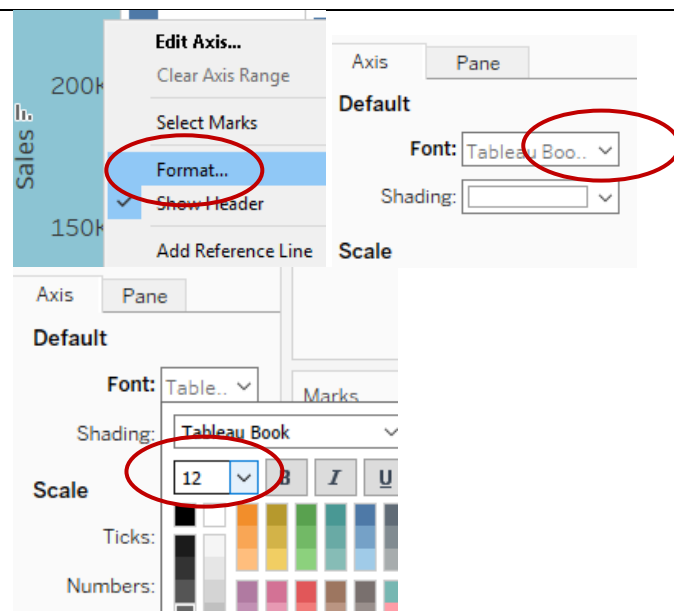 Edit Axis...
Clear Axis Range
Select Marks
Format...
Show Header
Add Reference Line
200K
Sales
150K
Axis Pane
Default
Font: Tableau Boo..
Shading:
Scale
Axis Pane
Default
Font: Table..
Marks
Shading: Tableau Book
12 B I U
Scale
Ticks:
Numbers: